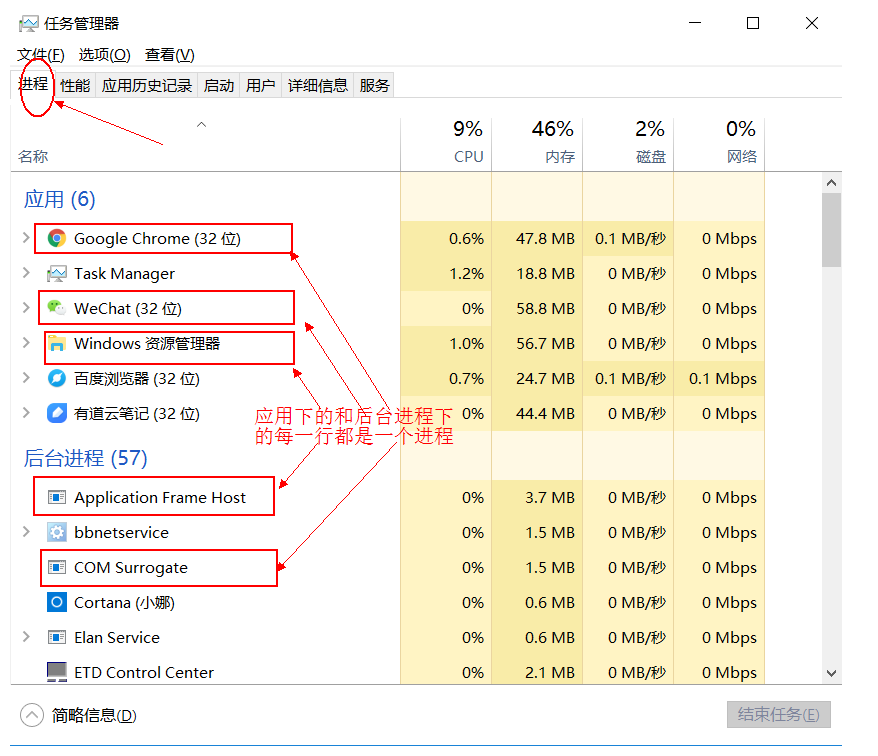 任务管理器
文件(F) 选项(O) 查看(V)
进程 性能 应用历史记录 启动 用户 详细信息 服务
9% 46% 2% 0%
名称 CPU 内存 磁盘 网络
应用 (6)
Google Chrome (32 位) 0.6% 47.8 MB 0.1 MB/秒 0 Mbps
Task Manager 1.2% 18.8 MB 0 MB/秒 0 Mbps
WeChat (32 位) 0% 58.8 MB 0 MB/秒 0 Mbps
Windows 资源管理器 1.0% 56.7 MB 0 MB/秒 0 Mbps
百度浏览器 (32 位) 0.7% 24.7 MB 0.1 MB/秒 0.1 Mbps
有道云笔记 (32 位) 0% 44.4 MB 0 MB/秒 0 Mbps
应用下的和后台进程下
的每一行都是一个进程
后台进程 (57)
Application Frame Host 0% 3.7 MB 0 MB/秒 0 Mbps
bbnetservice 0% 1.5 MB 0 MB/秒 0 Mbps
COM Surrogate 0% 1.5 MB 0 MB/秒 0 Mbps
Cortana (小娜) 0% 0.6 MB 0 MB/秒 0 Mbps
Elan Service 0% 0.6 MB 0 MB/秒 0 Mbps
ETD Control Center 0% 2.1 MB 0 MB/秒 0 Mbps
简略信息(D) 结束任务(E)